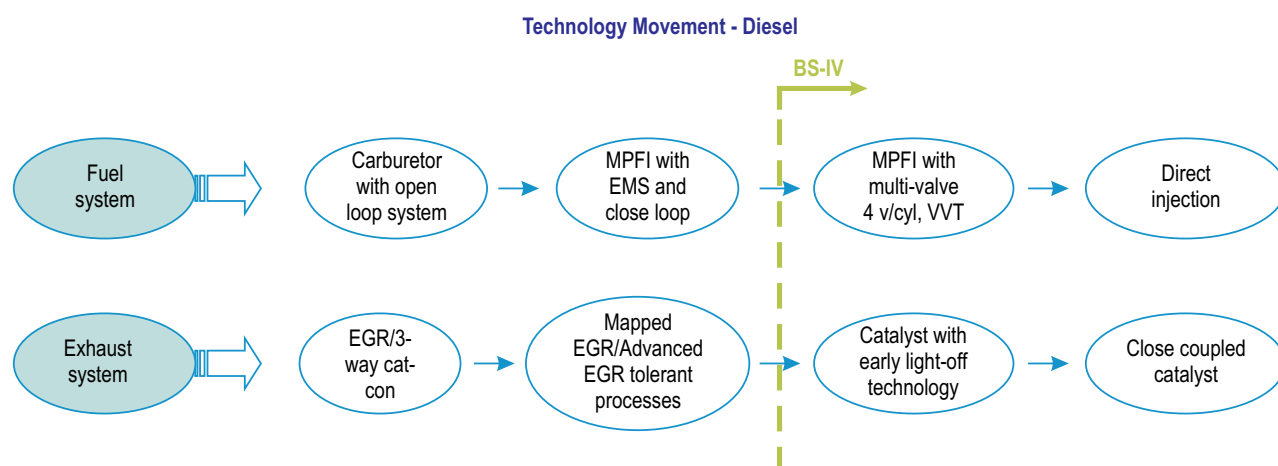 Technology Movement - Diesel
BS-IV
Fuel
system
Carburetor
with open
loop system
MPFI with
EMS and
close loop
MPFI with
multi-valve
4 v/cyl, VVT
Direct
injection
Exhaust
system
EGR/3-
way cat-
con
Mapped
EGR/Advanced
EGR tolerant
processes
Catalyst with
early light-off
technology
Close coupled
catalyst